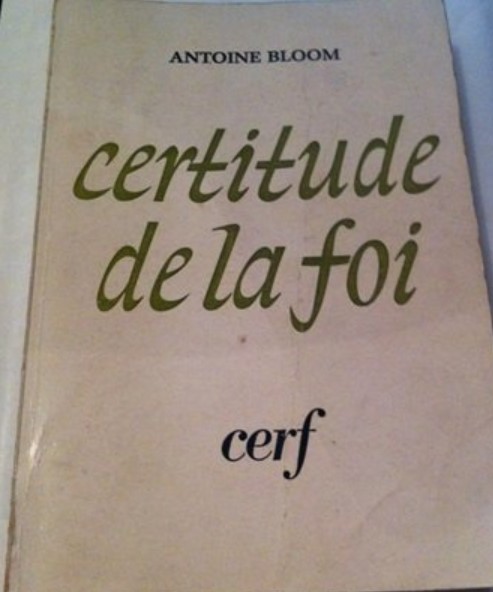 ANTOINE BLOOM
certitude
de la foi
cerf